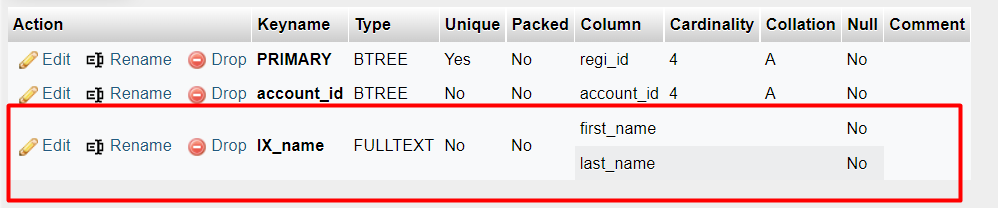 Action Keyname Type Unique Packed Column Cardinality Collation Null Comment
Edit Rename Drop PRIMARY BTREE Yes No regi_id 4 A No
Edit Rename Drop account_id BTREE No No account_id 4 A No
first_name No
Edit Rename Drop IX_name FULLTEXT No No
last_name No